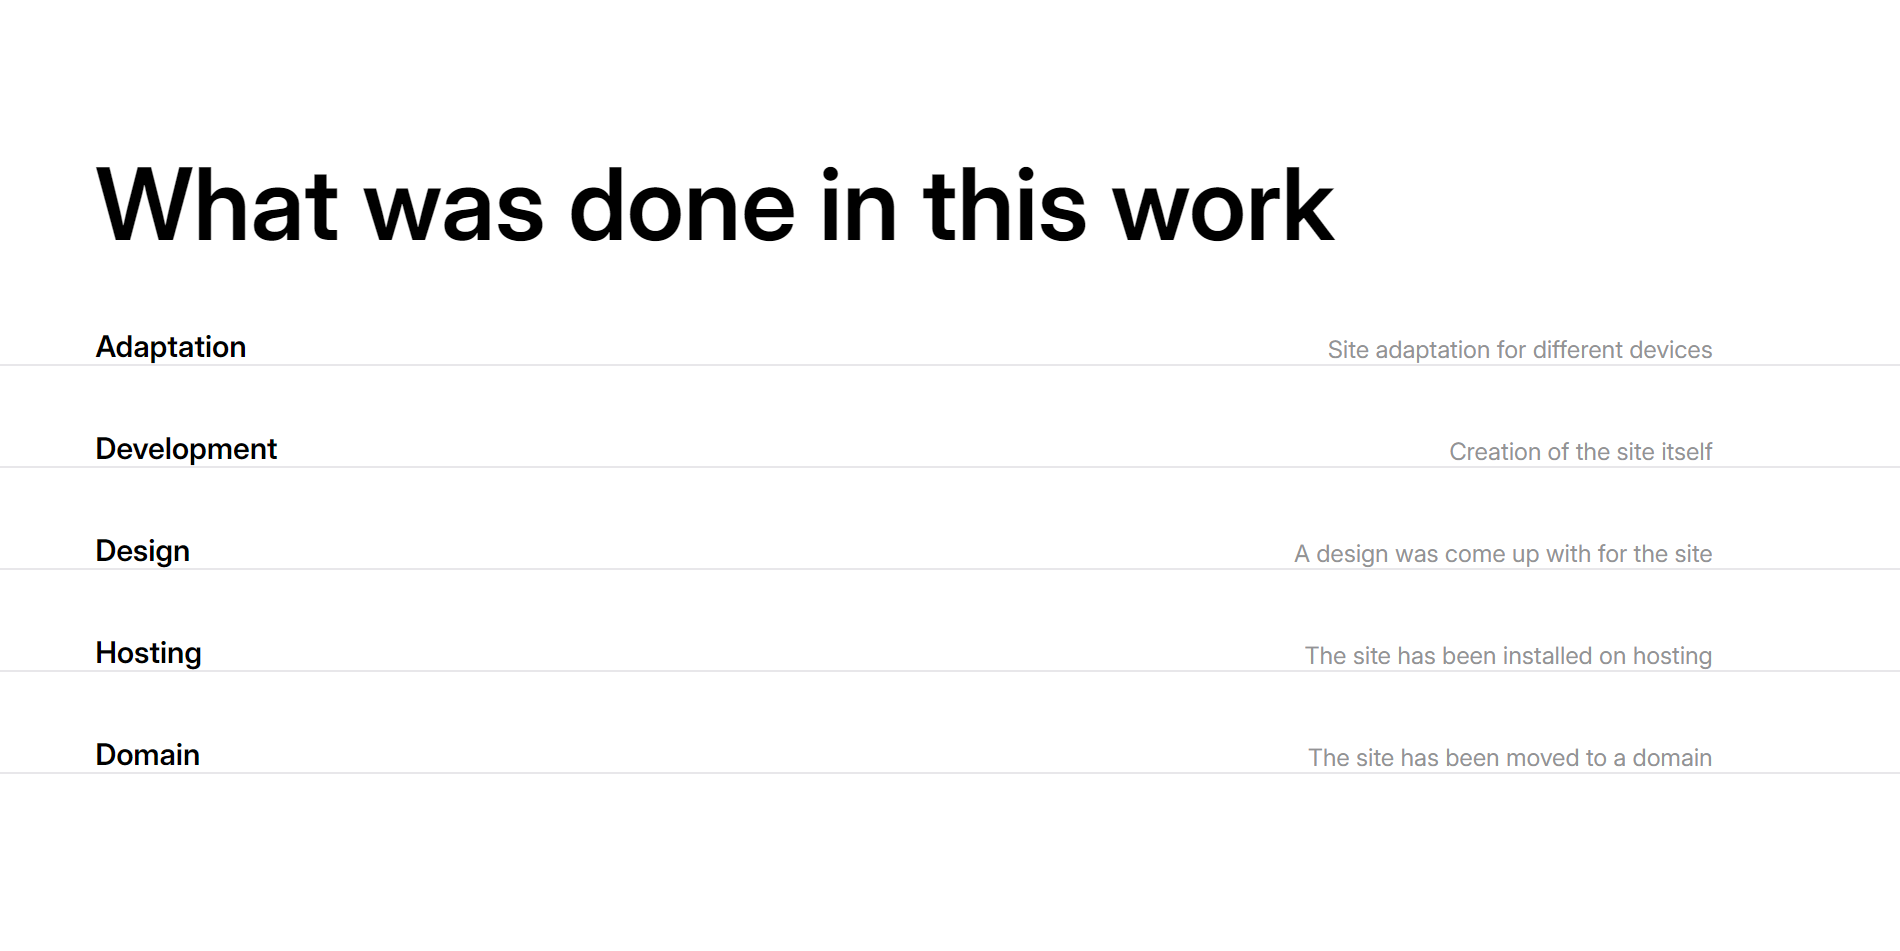 What was done in this work
Adaptation Site adaptation for different devices
Development Creation of the site itself
Design A design was come up with for the site
Hosting The site has been installed on hosting
Domain The site has been moved to a domain